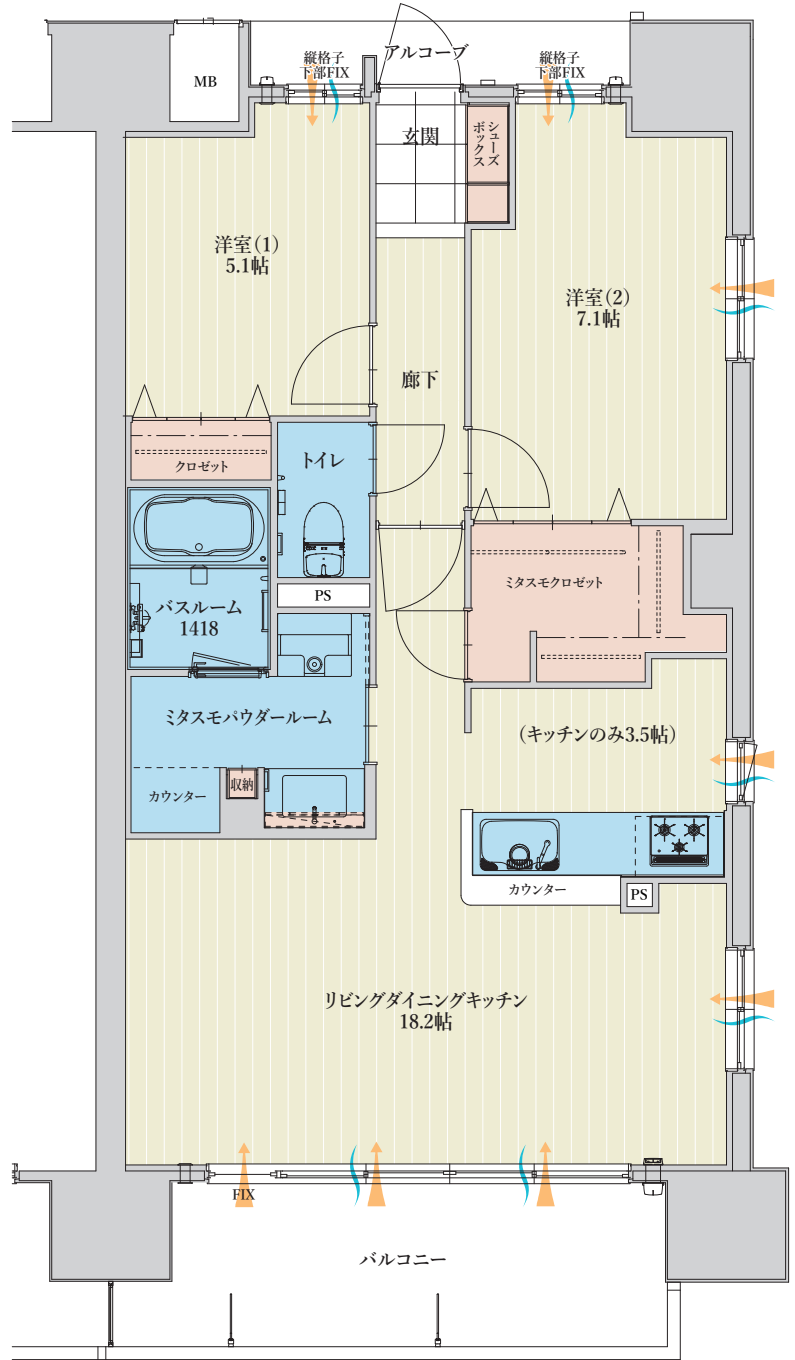 アルコーブ
縦格子
下部FIX
縦格子
下部FIX
MB
玄関
シューズ
ボックス
洋室(1)
5.1帖
洋室(2)
7.1帖
廊下
トイレ
クロゼット
PS
ミタスモクロゼット
バスルーム
1418
ミタスモパウダールーム
(キッチンのみ3.5帖)
収納
カウンター
カウンター
PS
リビングダイニングキッチン
18.2帖
FIX
バルコニー